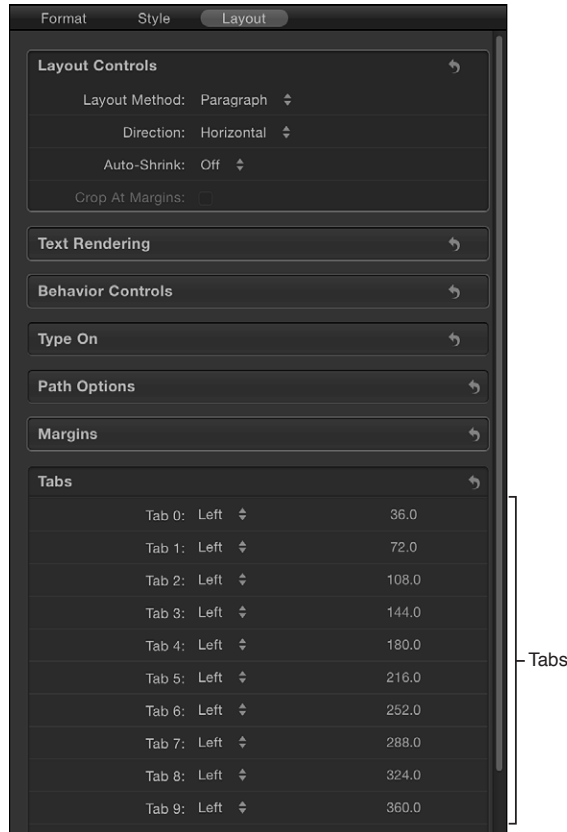 Format Style Layout
Layout Controls
Layout Method: Paragraph
Direction: Horizontal
Auto-Shrink: Off
Crop At Margins:
Text Rendering
Behavior Controls
Type On
Path Options
Margins
Tabs
Tab 0: Left 36.0
Tab 1: Left 72.0
Tab 2: Left 108.0
Tab 3: Left 144.0
Tab 4: Left 180.0
Tab 5: Left 216.0
Tab 6: Left 252.0
Tab 7: Left 288.0
Tab 8: Left 324.0
Tab 9: Left 360.0
Tabs